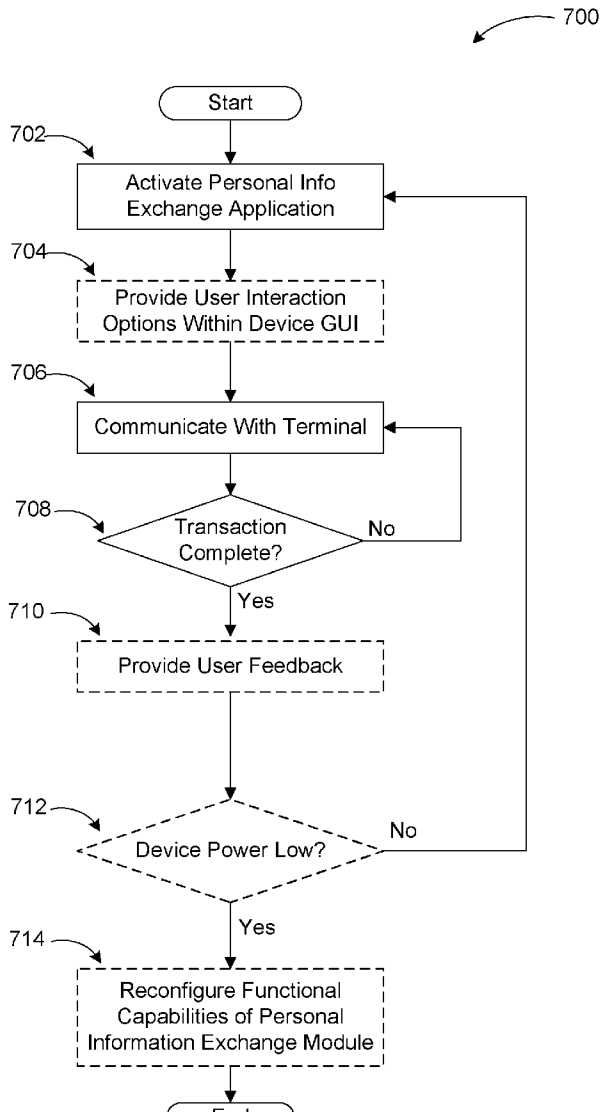 700
Start
702
Activate Personal Info
Exchange Application
704
Provide User Interaction
Options Within Device GUI
706
Communicate With Terminal
708
Transaction
Complete?
No
Yes
710
Provide User Feedback
712
Device Power Low?
No
Yes
714
Reconfigure Functional
Capabilities of Personal
Information Exchange Module